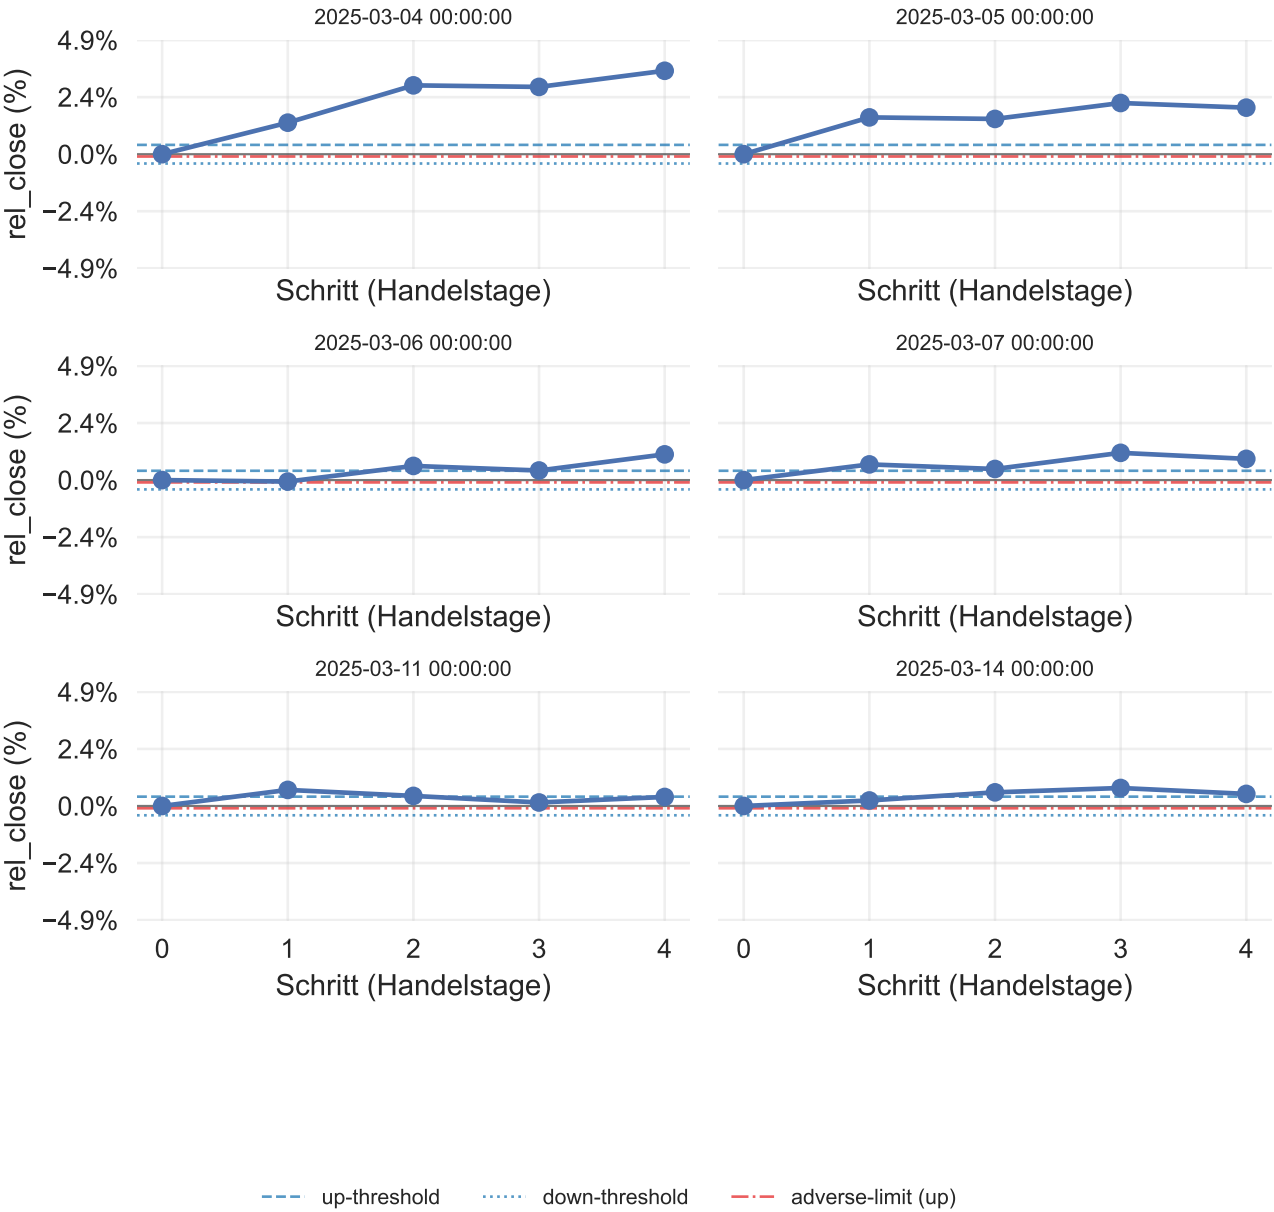 2025-03-04 00:00:00
2025-03-05 00:00:00
4.9%
2.4%
0.0%
−2.4%
−4.9%
rel_close (%)
Schritt (Handelstage)
Schritt (Handelstage)
2025-03-06 00:00:00
2025-03-07 00:00:00
4.9%
2.4%
0.0%
−2.4%
−4.9%
rel_close (%)
Schritt (Handelstage)
Schritt (Handelstage)
2025-03-11 00:00:00
2025-03-14 00:00:00
4.9%
2.4%
0.0%
−2.4%
−4.9%
rel_close (%)
0 1 2 3 4
0 1 2 3 4
Schritt (Handelstage)
Schritt (Handelstage)
up-threshold down-threshold adverse-limit (up)